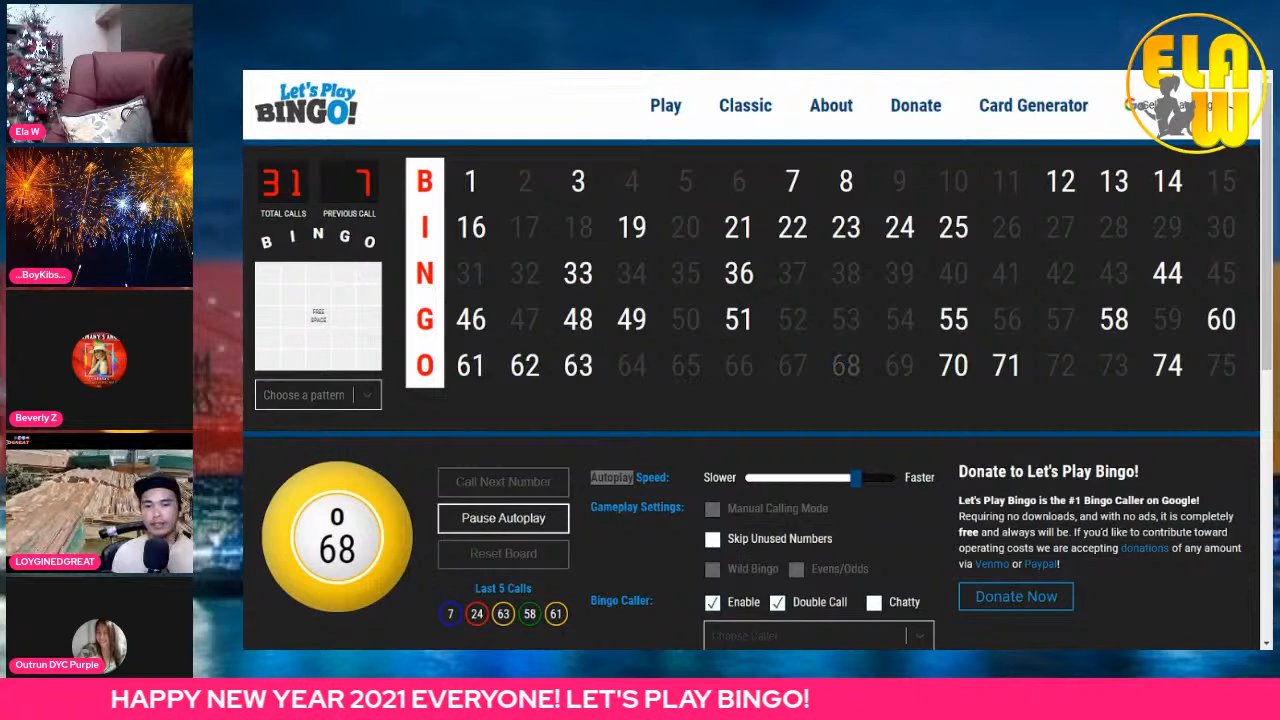 Ela W
...BoyKibs...
Beverly Z
LOYGINEDGREAT
Outrun DYC Purple
Let's Play
BINGO!
Play Classic About Donate Card Generator
ELA
W
31 7
TOTAL CALLS PREVIOUS CALL
B I N G O
FREE
SPACE
Choose a pattern
B 1 2 3 4 5 6 7 8 9 10 11 12 13 14 15
I 16 17 18 19 20 21 22 23 24 25 26 27 28 29 30
N 31 32 33 34 35 36 37 38 39 40 41 42 43 44 45
G 46 47 48 49 50 51 52 53 54 55 56 57 58 59 60
O 61 62 63 64 65 66 67 68 69 70 71 72 73 74 75
O
68
Call Next Number
Pause Autoplay
Reset Board
Last 5 Calls
7 24 63 58 61
Autoplay Speed: Slower Faster
Gameplay Settings: Manual Calling Mode
Skip Unused Numbers
Wild Bingo Evens/Odds
Bingo Caller: Enable Double Call Chatty
Choose Caller
Donate to Let's Play Bingo!
Let's Play Bingo is the #1 Bingo Caller on Google!
Requiring no downloads, and with no ads, it is completely
free and always will be. If you'd like to contribute toward
operating costs we are accepting donations of any amount
via Venmo or Paypal!
Donate Now
HAPPY NEW YEAR 2021 EVERYONE! LET'S PLAY BINGO!